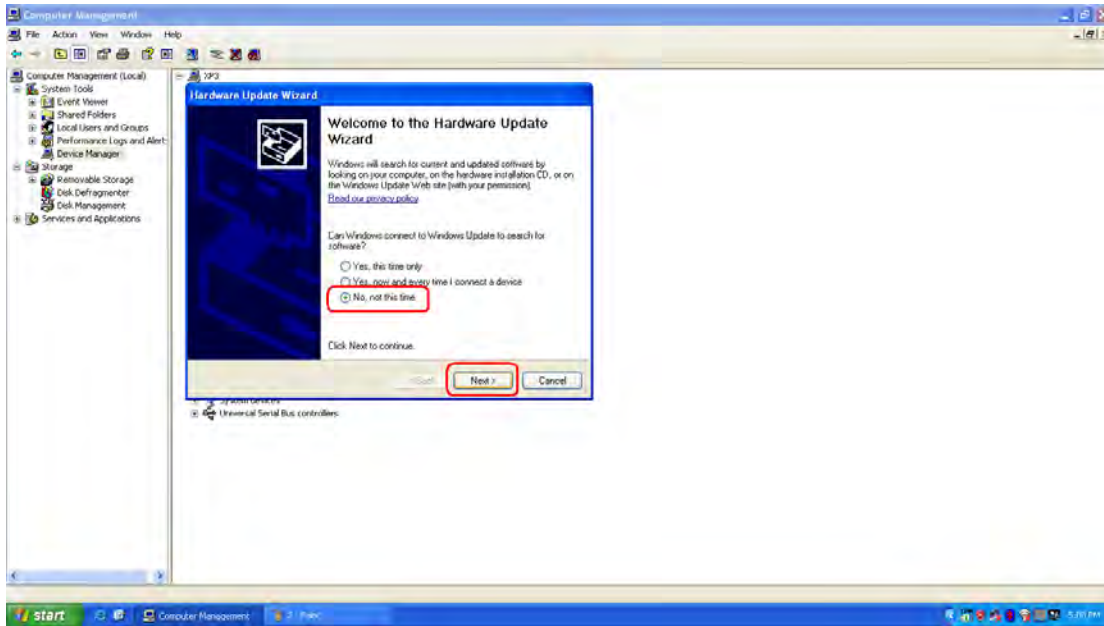 Computer Management
File Action View Window Help
Computer Management (Local)
System Tools
Event Viewer
Shared Folders
Local Users and Groups
Performance Logs and Alert
Device Manager
Storage
Removable Storage
Disk Defragmenter
Disk Management
Services and Applications
XP3
Hardware Update Wizard
Welcome to the Hardware Update
Wizard
Windows will search for current and updated software by
looking on your computer, on the hardware installation CD, or on
the Windows Update Web site (with your permission).
Read our privacy policy
Can Windows connect to Windows Update to search for
software?
Yes, this time only
Yes, now and every time I connect a device
No, not this time
Click Next to continue.
Next >
Cancel
System devices
Universal Serial Bus controllers
start
Computer Management
5:00 PM